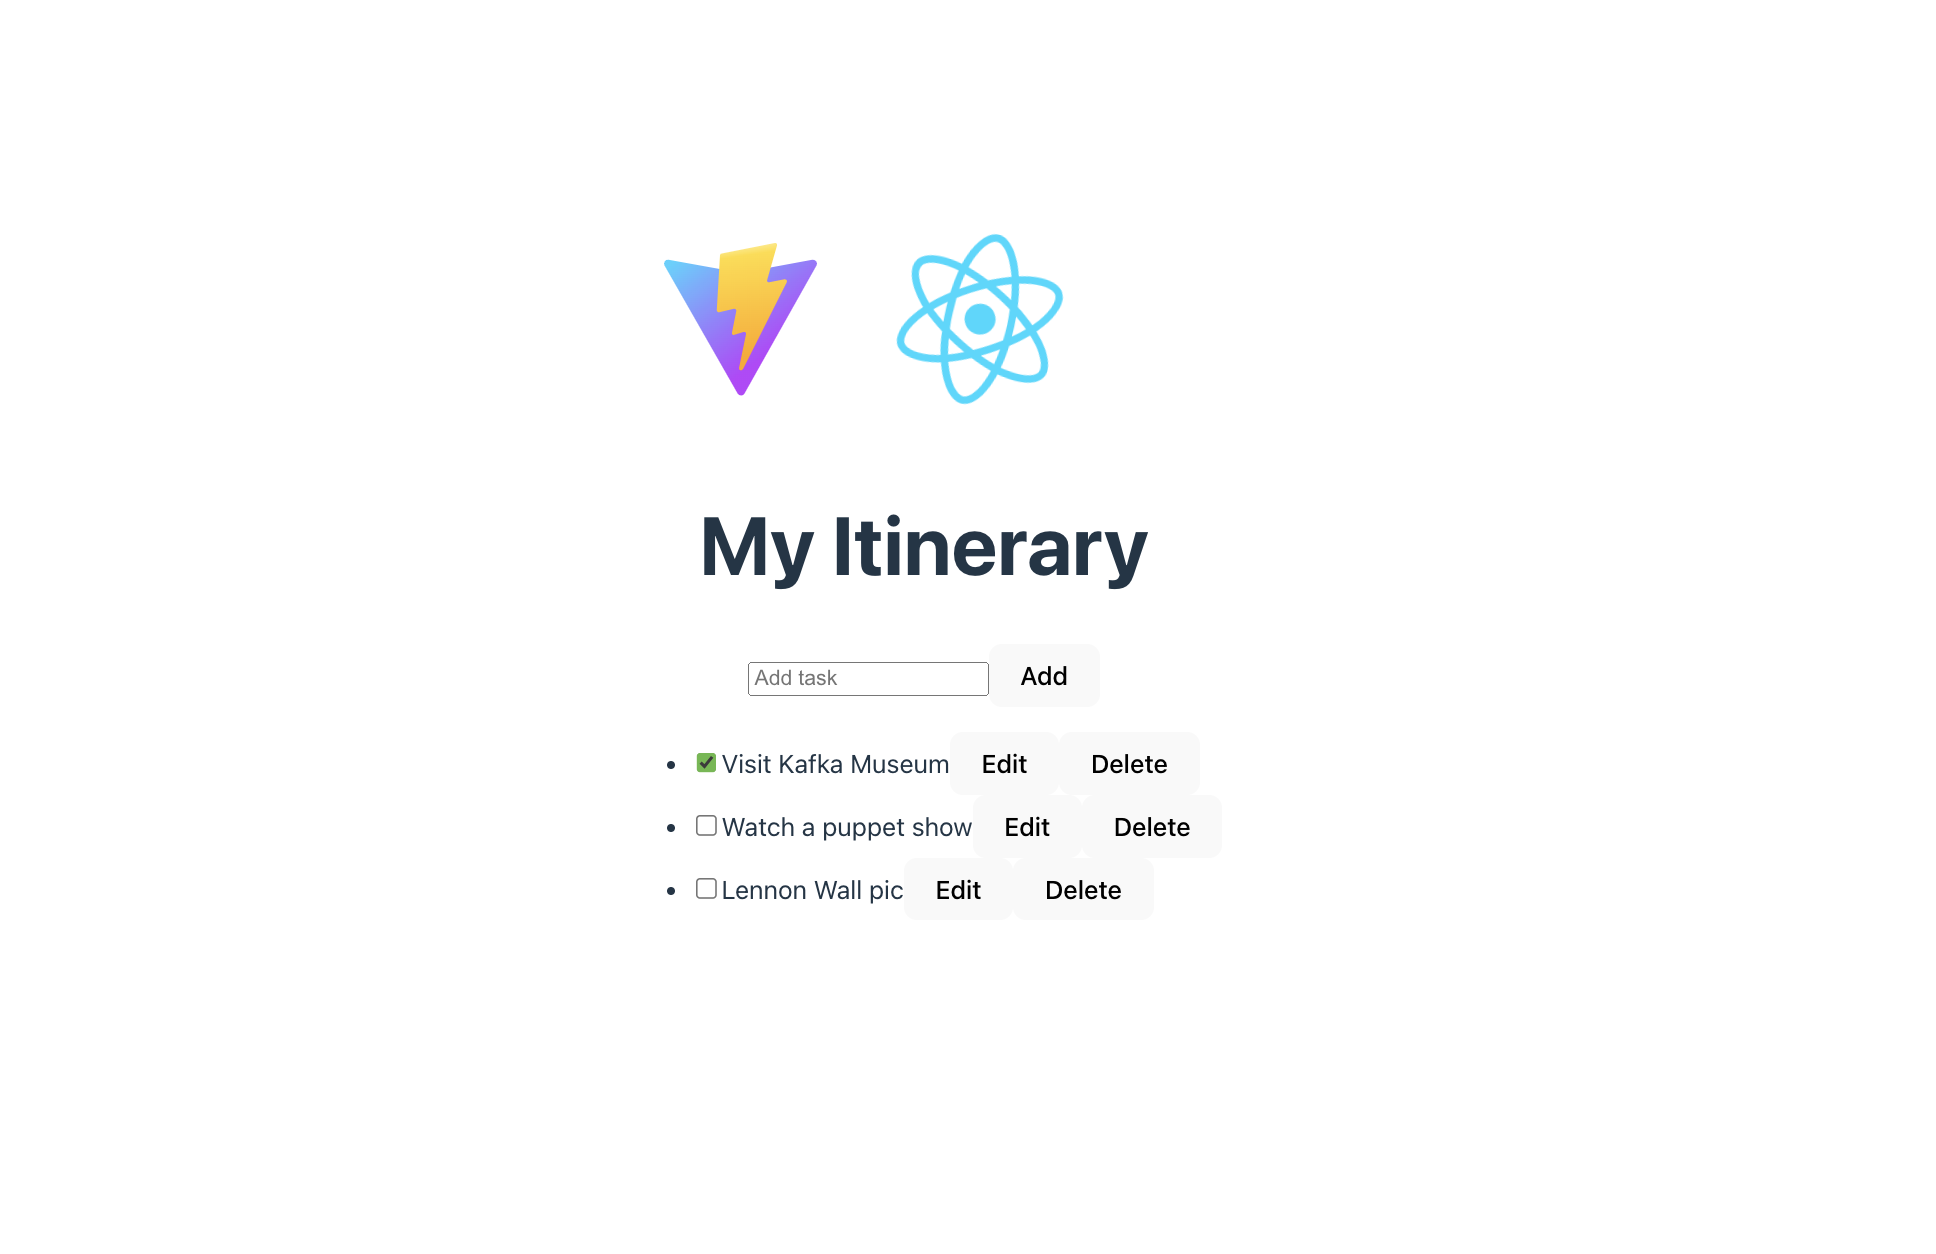 My Itinerary
Add task Add
Visit Kafka Museum Edit Delete
Watch a puppet show Edit Delete
Lennon Wall pic Edit Delete